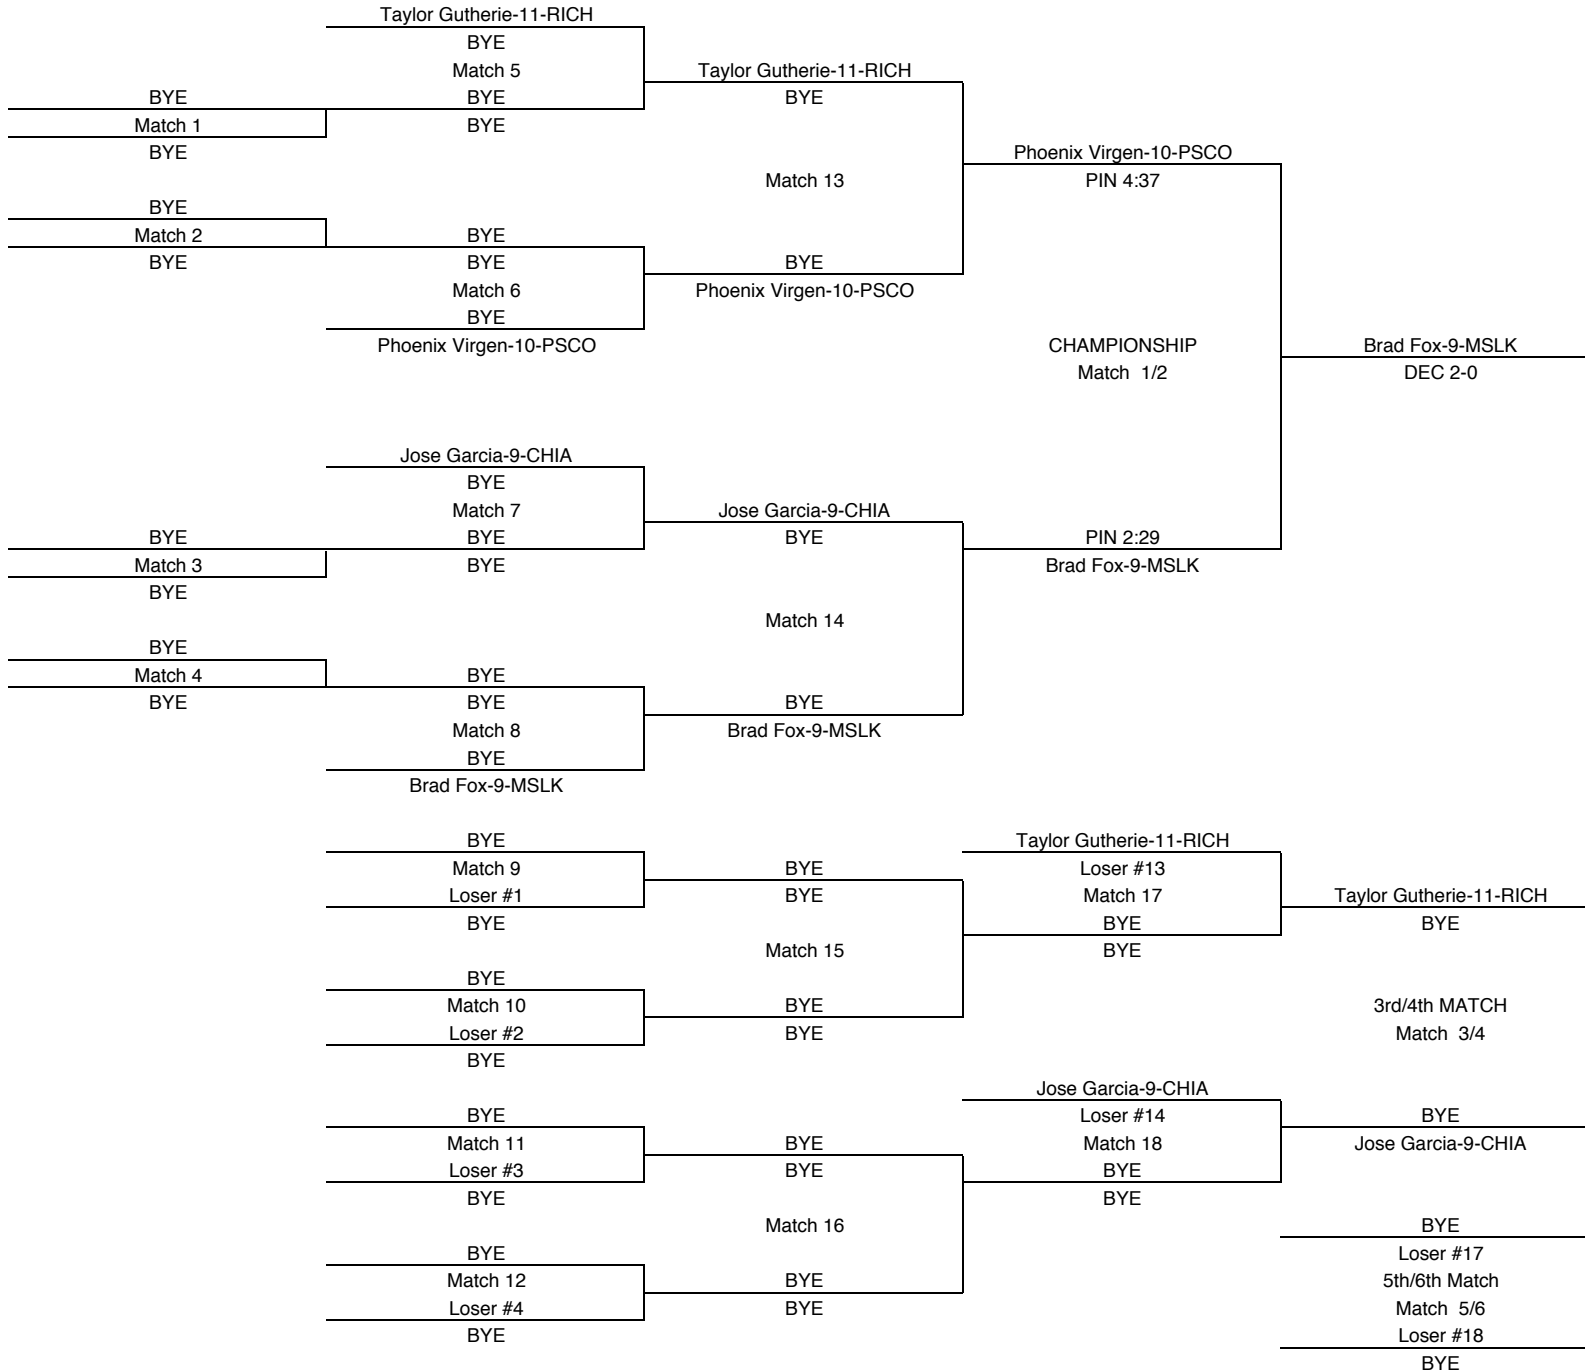 Taylor Gutherie-11-RICH
BYE
Match 5 Taylor Gutherie-11-RICH
BYE BYE BYE
Match 1 BYE
BYE Phoenix Virgen-10-PSCO
Match 13 PIN 4:37
BYE
Match 2 BYE
BYE BYE BYE
Match 6 Phoenix Virgen-10-PSCO
BYE
Phoenix Virgen-10-PSCO CHAMPIONSHIP Brad Fox-9-MSLK
Match 1/2 DEC 2-0
Jose Garcia-9-CHIA
BYE
Match 7 Jose Garcia-9-CHIA
BYE BYE BYE PIN 2:29
Match 3 BYE Brad Fox-9-MSLK
BYE
Match 14
BYE
Match 4 BYE
BYE BYE BYE
Match 8 Brad Fox-9-MSLK
BYE
Brad Fox-9-MSLK
BYE Taylor Gutherie-11-RICH
Match 9 BYE Loser #13
Loser #1 BYE Match 17 Taylor Gutherie-11-RICH
BYE BYE BYE
Match 15 BYE
BYE
Match 10 BYE 3rd/4th MATCH
Loser #2 BYE Match 3/4
BYE
Jose Garcia-9-CHIA
BYE Loser #14 BYE
Match 11 BYE Match 18 Jose Garcia-9-CHIA
Loser #3 BYE BYE
BYE BYE
Match 16 BYE
BYE Loser #17
Match 12 BYE 5th/6th Match
Loser #4 BYE Match 5/6
BYE Loser #18
BYE